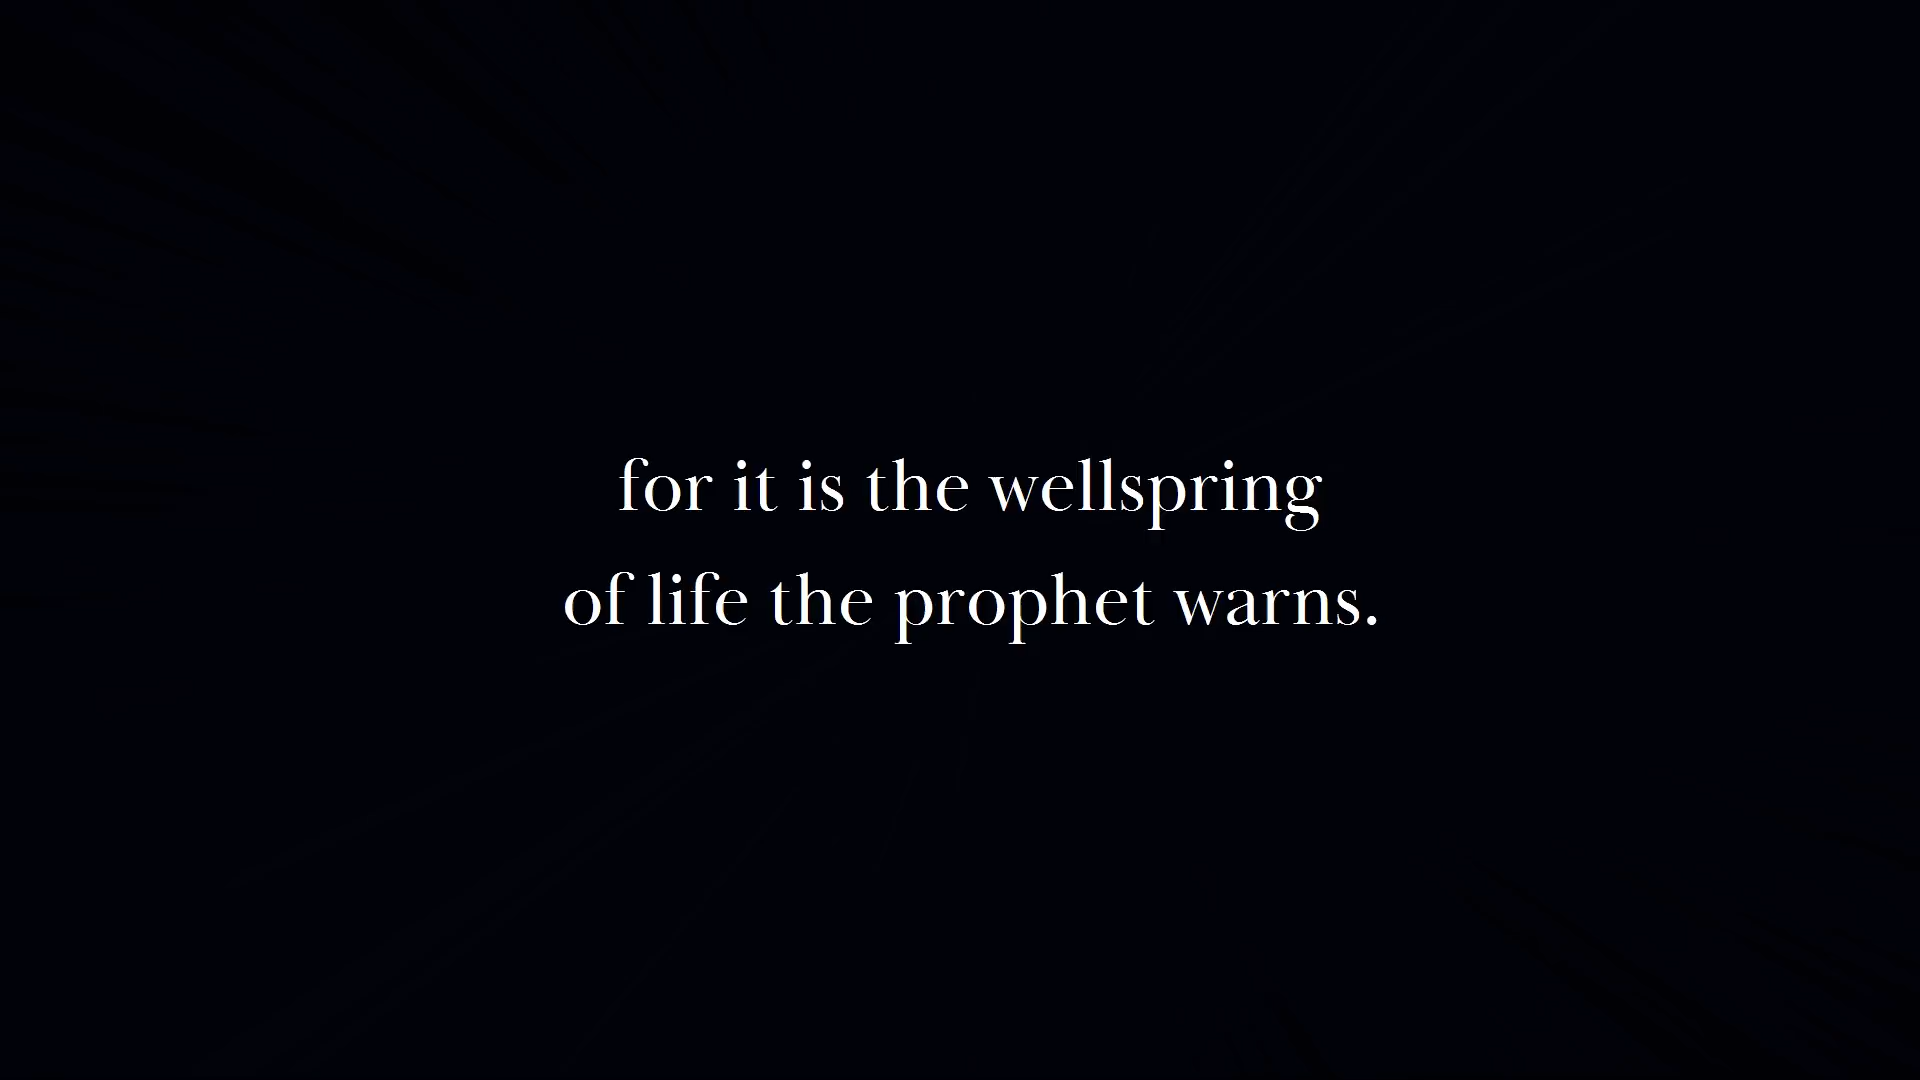 for it is the wellspring
of life the prophet warns.